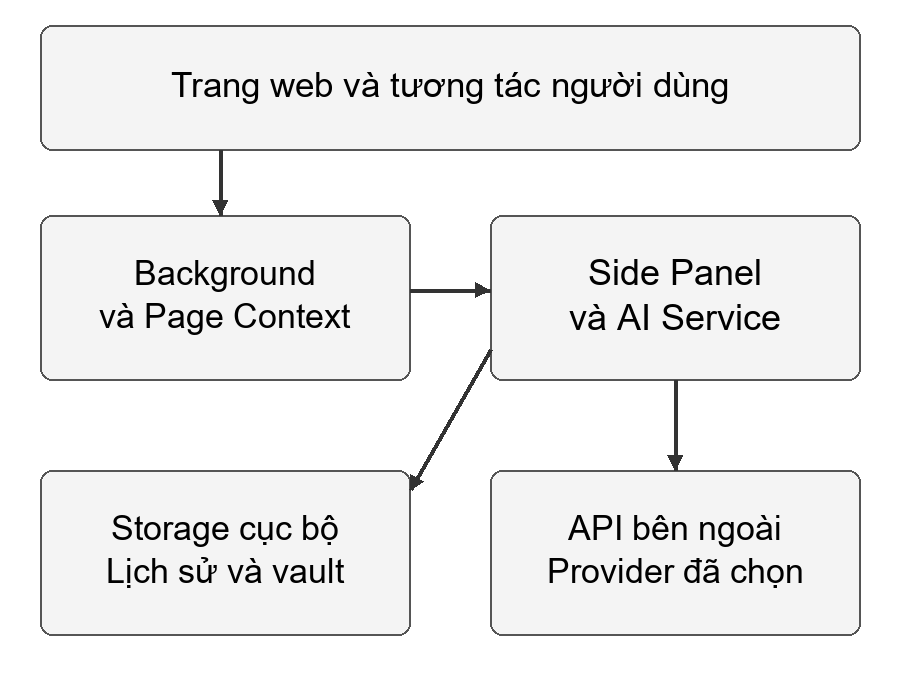 Trang web và tương tác người dùng
Background
và Page Context
Side Panel
và AI Service
Storage cục bộ
Lịch sử và vault
API bên ngoài
Provider đã chọn